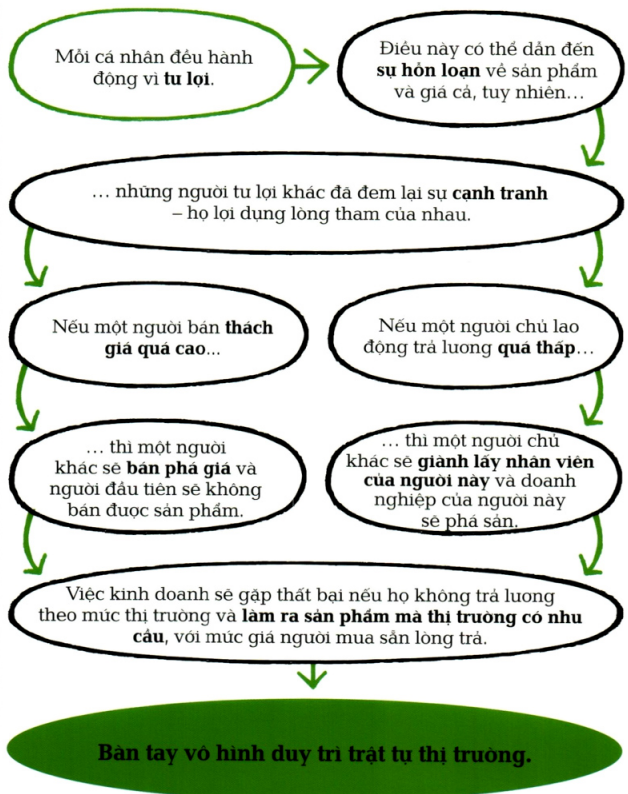 Mỗi cá nhân đều hành
động vì tư lợi.
Điều này có thể dẫn đến
sự hỗn loạn về sản phẩm
và giá cả, tuy nhiên…
… những người tư lợi khác đã đem lại sự cạnh tranh
– họ lợi dụng lòng tham của nhau.
Nếu một người bán thách
giá quá cao...
Nếu một người chủ lao
động trả lương quá thấp…
… thì một người
khác sẽ bán phá giá và
người đầu tiên sẽ không
bán được sản phẩm.
… thì một người chủ
khác sẽ giành lấy nhân viên
của người này và doanh
nghiệp của người này
sẽ phá sản.
Việc kinh doanh sẽ gặp thất bại nếu họ không trả lương
theo mức thị trường và làm ra sản phẩm mà thị trường có nhu
cầu, với mức giá người mua sẵn lòng trả.
Bàn tay vô hình duy trì trật tự thị trường.